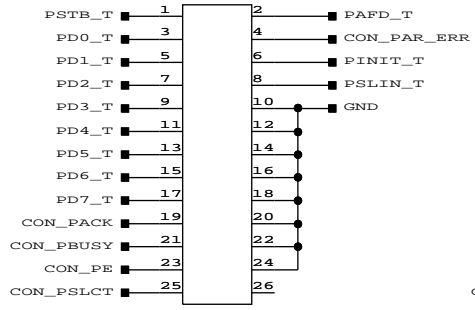 PSTB_T 1 2 PAFD_T
PD0_T 3 4 CON_PAR_ERR
PD1_T 5 6 PINIT_T
PD2_T 7 8 PSLIN_T
PD3_T 9 10 GND
PD4_T 11 12
PD5_T 13 14
PD6_T 15 16
PD7_T 17 18
CON_PACK 19 20
CON_PBUSY 21 22
CON_PE 23 24
CON_PSLCT 25 26